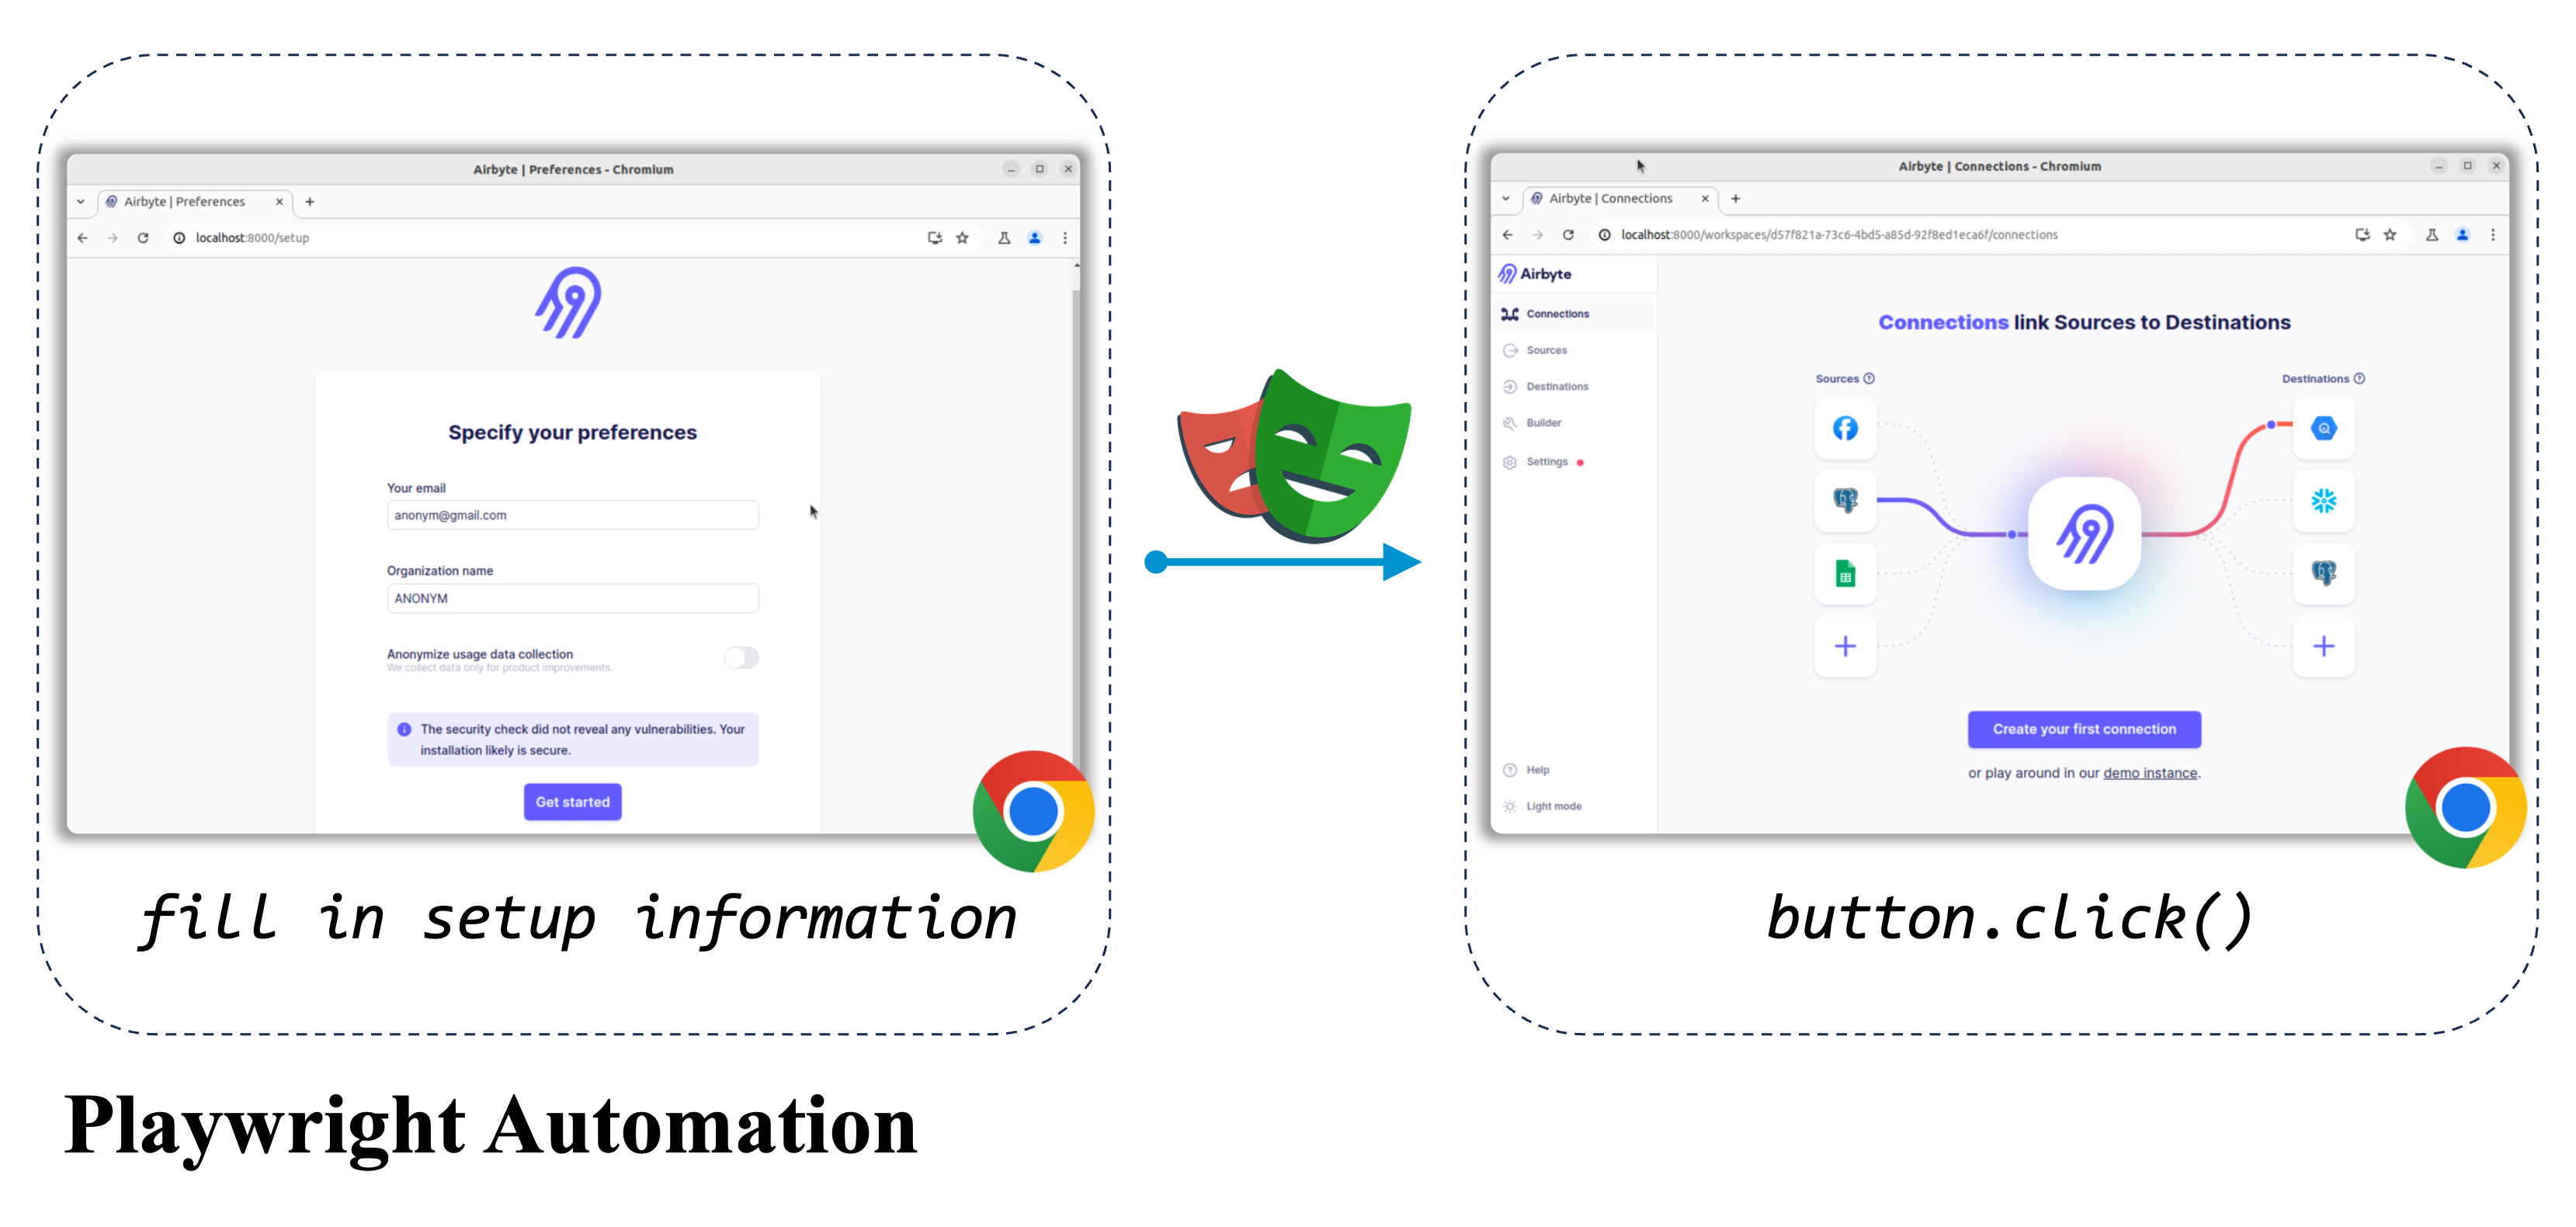 Airbyte | Preferences - Chromium
Airbyte | Preferences
localhost:8000/setup
Specify your preferences
Your email
anonym@gmail.com
Organization name
ANONYM
Anonymize usage data collection
We collect data only for product improvements.
The security check did not reveal any vulnerabilities. Your
installation likely is secure.
Get started
fill in setup information
Airbyte | Connections - Chromium
Airbyte | Connections
localhost:8000/workspaces/d57f821a-73c6-4bd5-a85d-92f8ed1eca6f/connections
Airbyte
Connections
Sources
Destinations
Builder
Settings
Help
Light mode
Connections link Sources to Destinations
Sources
Destinations
Create your first connection
or play around in our demo instance.
button.click()
Playwright Automation